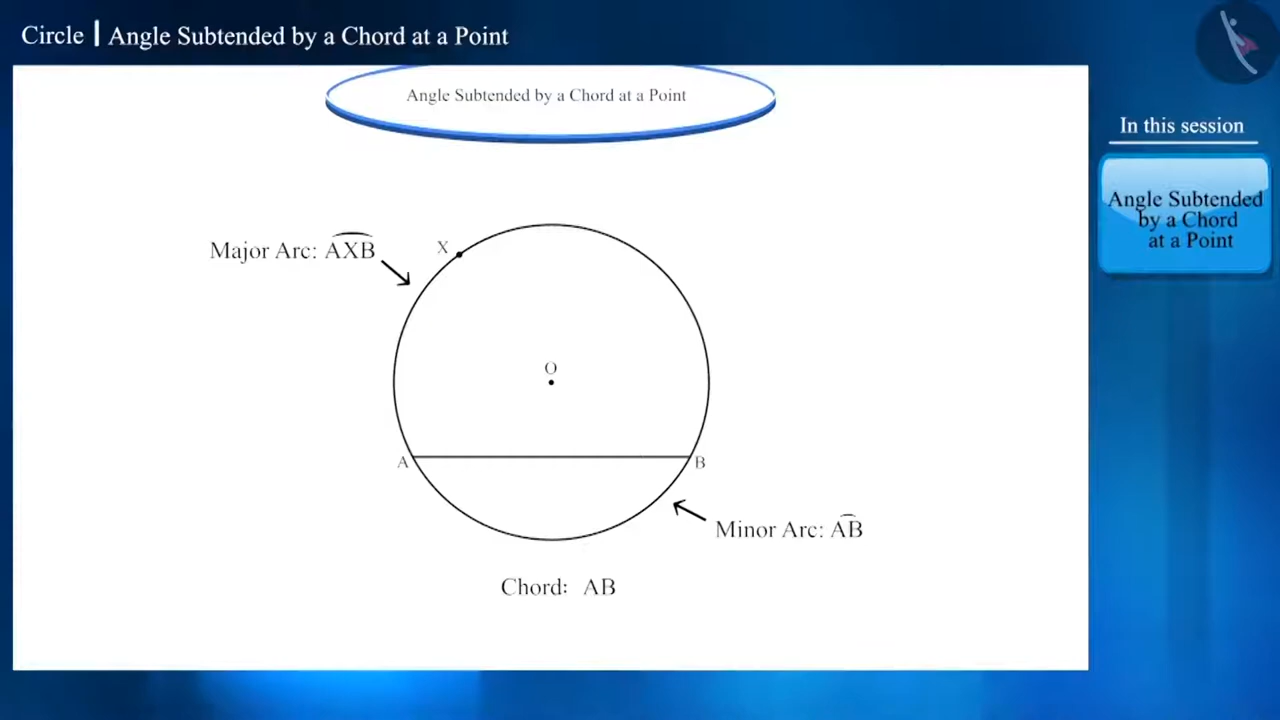 Circle | Angle Subtended by a Chord at a Point
Angle Subtended by a Chord at a Point
In this session
Angle Subtended
by a Chord
at a Point
Major Arc: AXB
X
O
A
B
Minor Arc: AB
Chord: AB